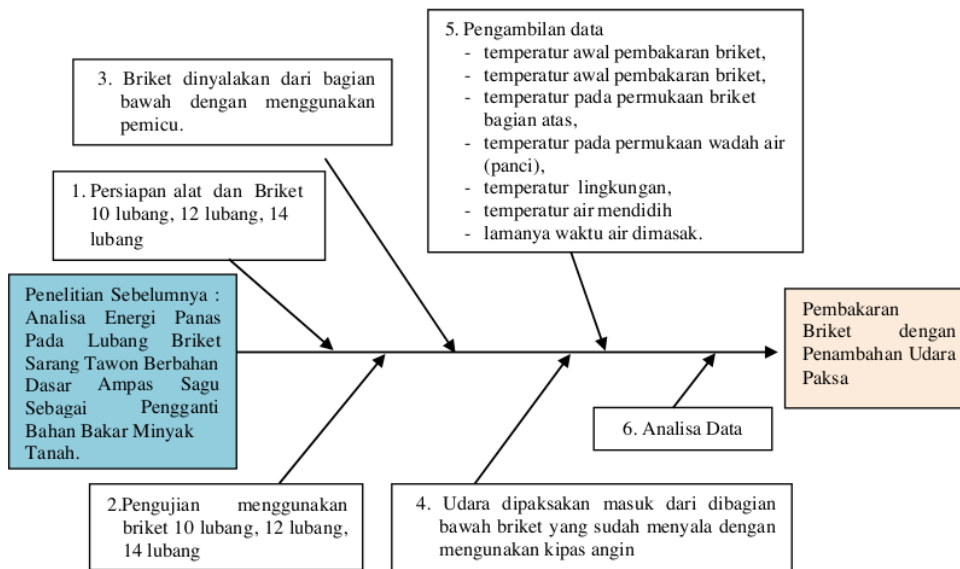 Penelitian Sebelumnya :
Analisa Energi Panas
Pada Lubang Briket
Sarang Tawon Berbahan
Dasar Ampas Sagu
Sebagai Pengganti
Bahan Bakar Minyak
Tanah.
1. Persiapan alat dan Briket
10 lubang, 12 lubang, 14
lubang
2.Pengujian menggunakan
briket 10 lubang, 12 lubang,
14 lubang
3. Briket dinyalakan dari bagian
bawah dengan menggunakan
pemicu.
4. Udara dipaksakan masuk dari dibagian
bawah briket yang sudah menyala dengan
mengunakan kipas angin
5. Pengambilan data
- temperatur awal pembakaran briket,
- temperatur awal pembakaran briket,
- temperatur pada permukaan briket
bagian atas,
- temperatur pada permukaan wadah air
(panci),
- temperatur lingkungan,
- temperatur air mendidih
- lamanya waktu air dimasak.
6. Analisa Data
Pembakaran
Briket dengan
Penambahan Udara
Paksa